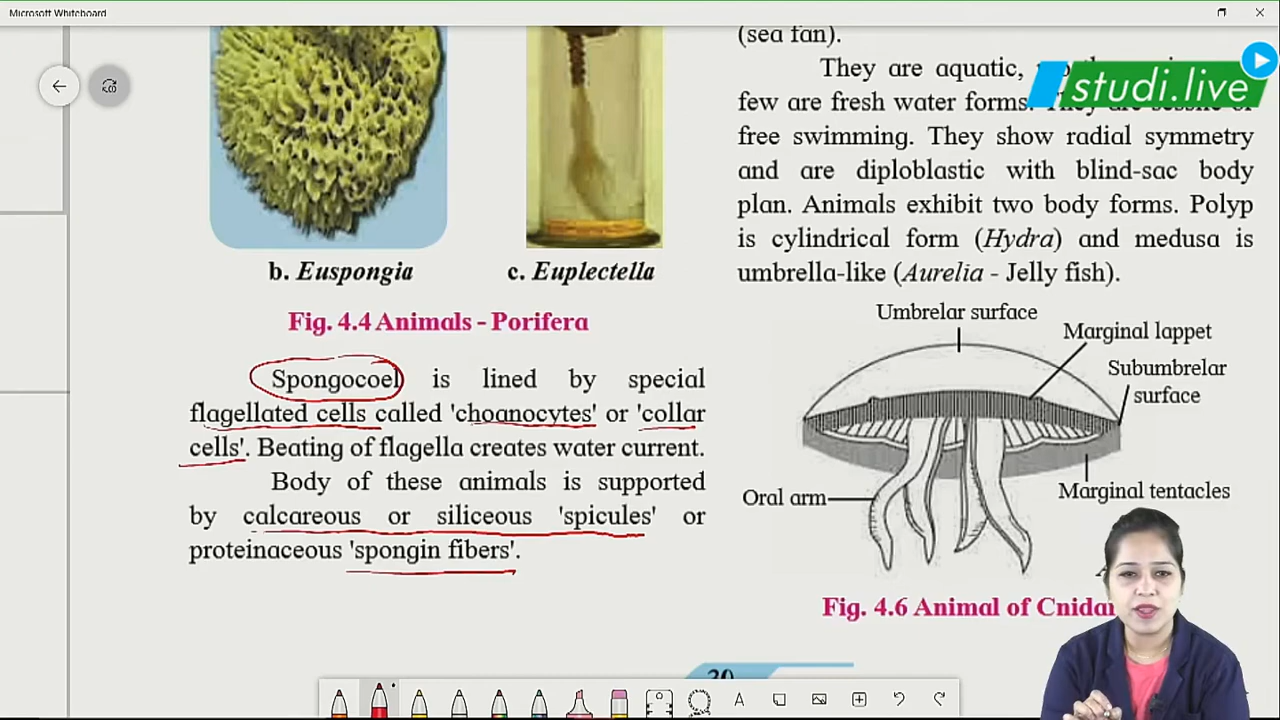 Microsoft Whiteboard
b. Euspongia
c. Euplectella
Fig. 4.4 Animals - Porifera
Spongocoel is lined by special
flagellated cells called 'choanocytes' or 'collar
cells'. Beating of flagella creates water current.
Body of these animals is supported
by calcareous or siliceous 'spicules' or
proteinaceous 'spongin fibers'.
(sea fan).
They are aquatic,
few are fresh water forms. They are sessile or
free swimming. They show radial symmetry
and are diploblastic with blind-sac body
plan. Animals exhibit two body forms. Polyp
is cylindrical form (Hydra) and medusa is
umbrella-like (Aurelia - Jelly fish).
Umbrelar surface
Marginal lappet
Subumbrelar
surface
Oral arm
Marginal tentacles
Fig. 4.6 Animal of
30
studi.live
A